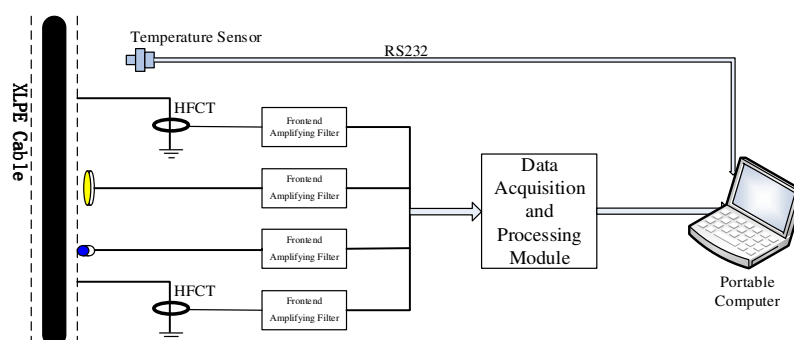 Temperature Sensor
RS232
XLPE Cable
HFCT
Frontend
Amplifying Filter
Frontend
Amplifying Filter
Frontend
Amplifying Filter
HFCT
Frontend
Amplifying Filter
Data
Acquisition
and
Processing
Module
Portable
Computer